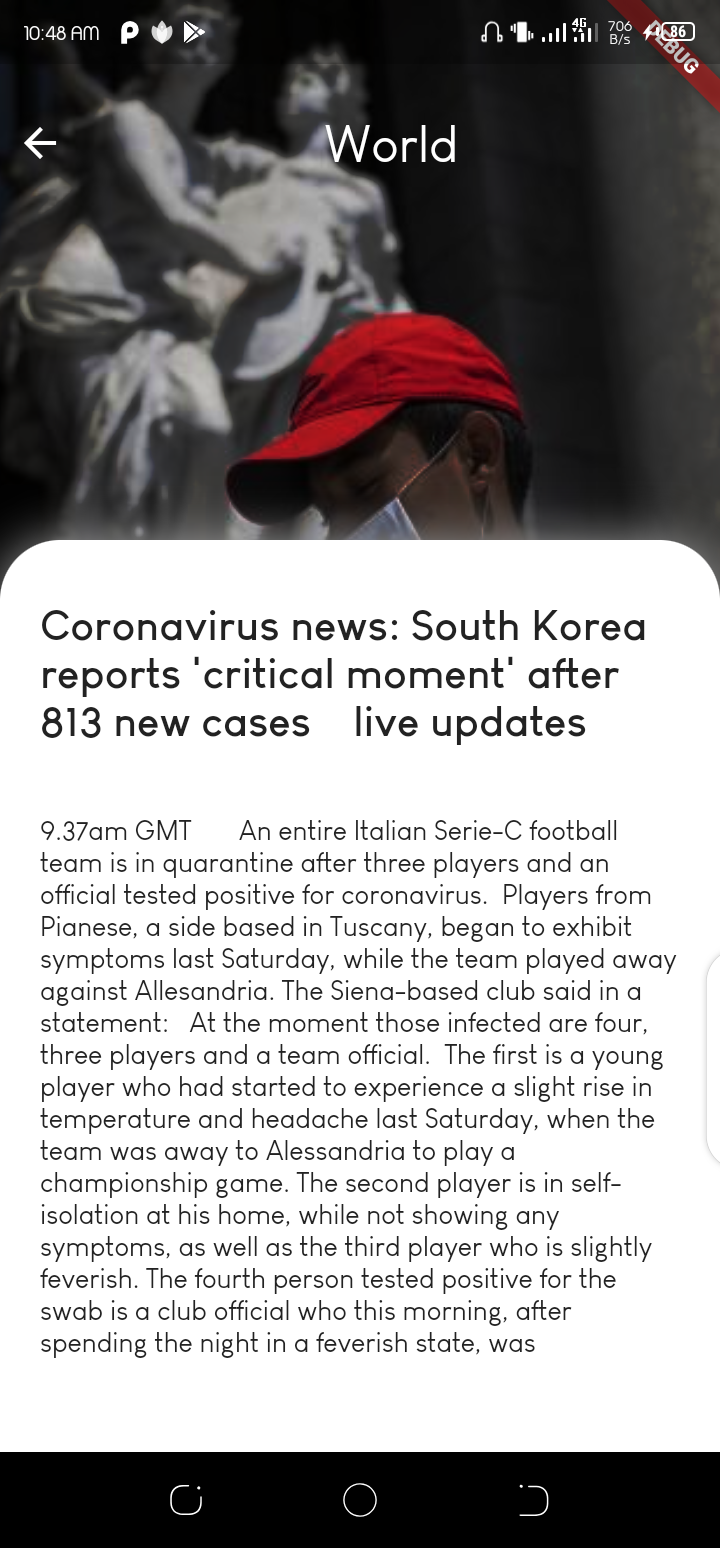 10:48 AM
4G
706
B/s
86
DEBUG
World
Coronavirus news: South Korea
reports 'critical moment' after
813 new cases    live updates
9.37am GMT       An entire Italian Serie-C football
team is in quarantine after three players and an
official tested positive for coronavirus.  Players from
Pianese, a side based in Tuscany, began to exhibit
symptoms last Saturday, while the team played away
against Allesandria. The Siena-based club said in a
statement:   At the moment those infected are four,
three players and a team official.  The first is a young
player who had started to experience a slight rise in
temperature and headache last Saturday, when the
team was away to Alessandria to play a
championship game. The second player is in self-
isolation at his home, while not showing any
symptoms, as well as the third player who is slightly
feverish. The fourth person tested positive for the
swab is a club official who this morning, after
spending the night in a feverish state, was